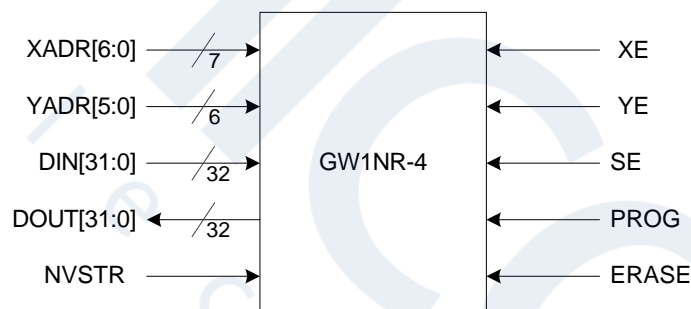 XADR[6:0] 7 XE
YADR[5:0] 6 YE
DIN[31:0] 32 GW1NR-4 SE
DOUT[31:0] 32 PROG
NVSTR ERASE